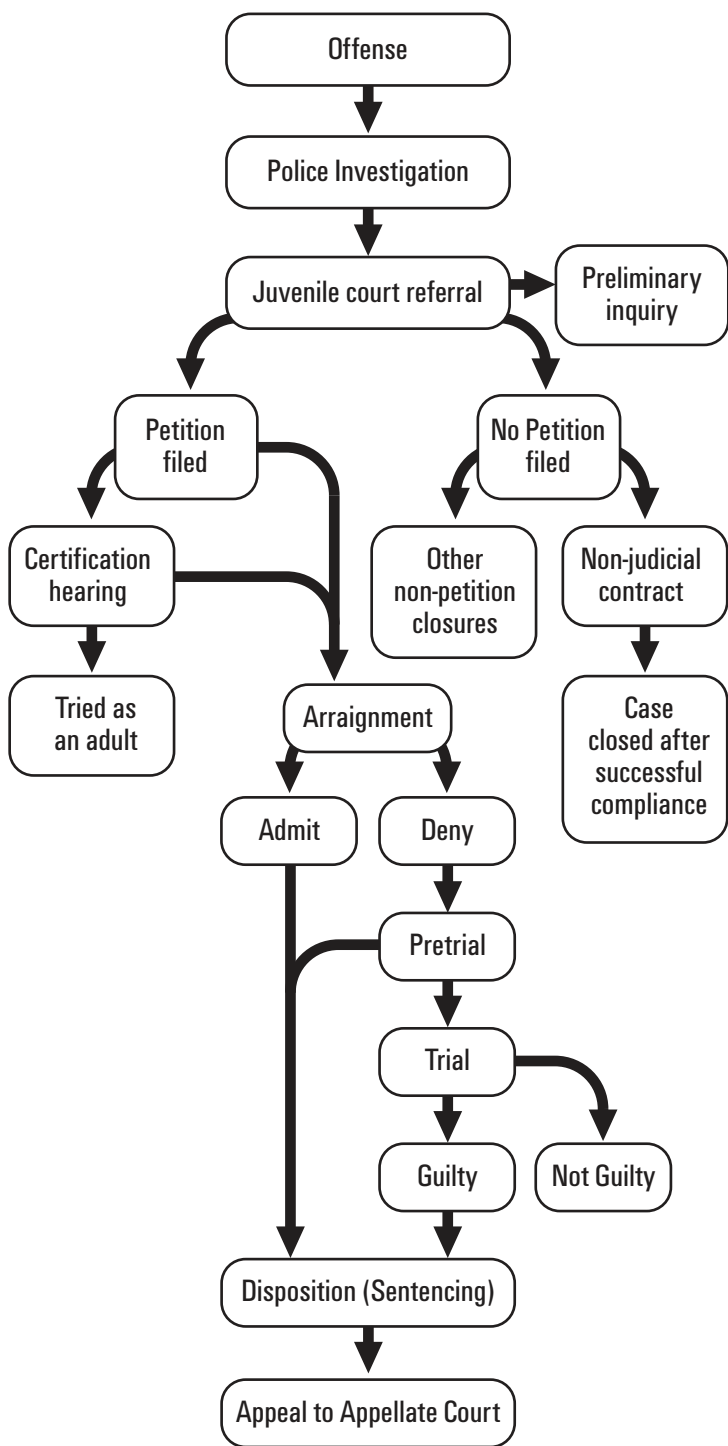 Offense
Police Investigation
Juvenile court referral
Preliminary
inquiry
Petition
filed
No Petition
filed
Certification
hearing
Other
non-petition
closures
Non-judicial
contract
Tried as
an adult
Arraignment
Case
closed after
successful
compliance
Admit
Deny
Pretrial
Trial
Guilty
Not Guilty
Disposition (Sentencing)
Appeal to Appellate Court